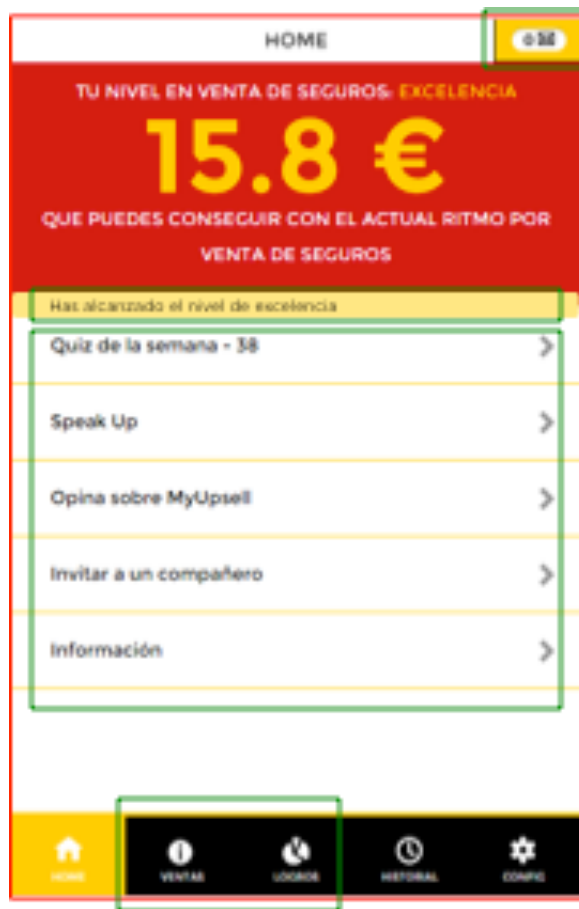 HOME
TU NIVEL EN VENTA DE SEGUROS: EXCELENCIA
15.8 €
QUE PUEDES CONSEGUIR CON EL ACTUAL RITMO POR
VENTA DE SEGUROS
Has alcanzado el nivel de excelencia
Quiz de la semana - 38
Speak Up
Opina sobre MyUpsell
Invitar a un compañero
Información
HOME VENTAS LOGROS HISTORIAL CONFIG